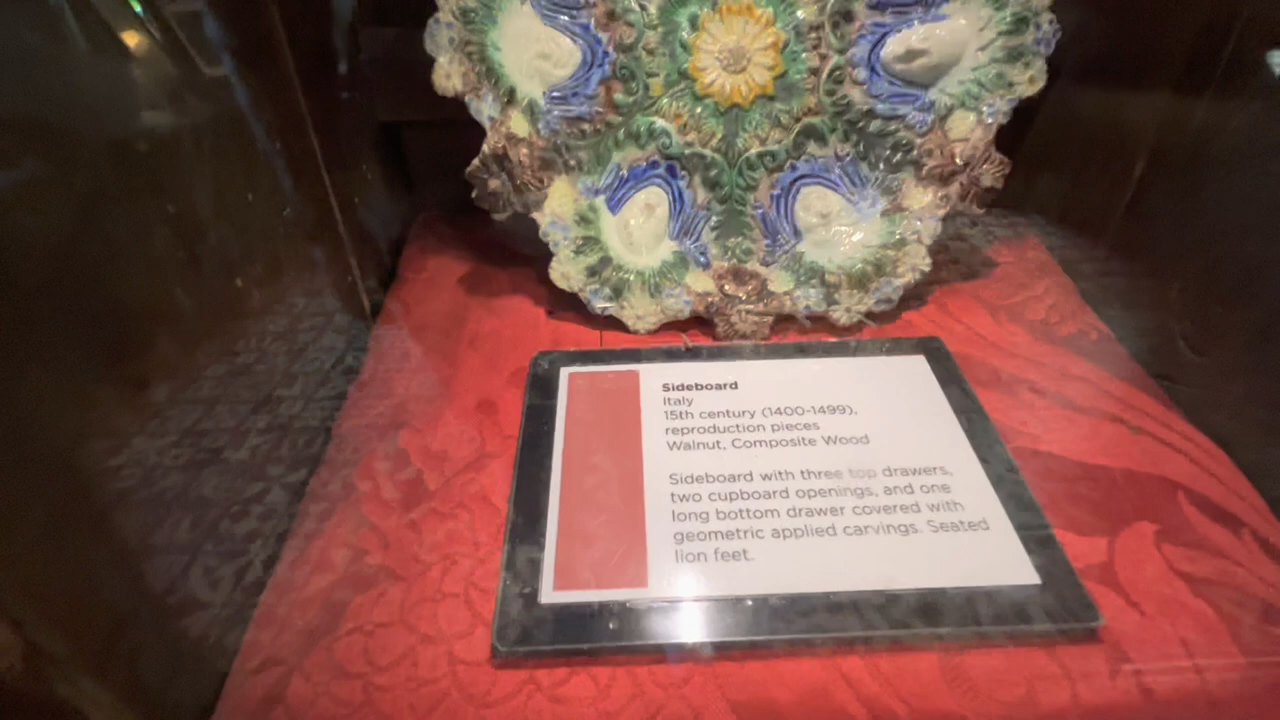 Sideboard
Italy
15th century (1400-1499),
reproduction pieces
Walnut, Composite Wood
Sideboard with three top drawers,
two cupboard openings, and one
long bottom drawer covered with
geometric applied carvings. Seated
lion feet.